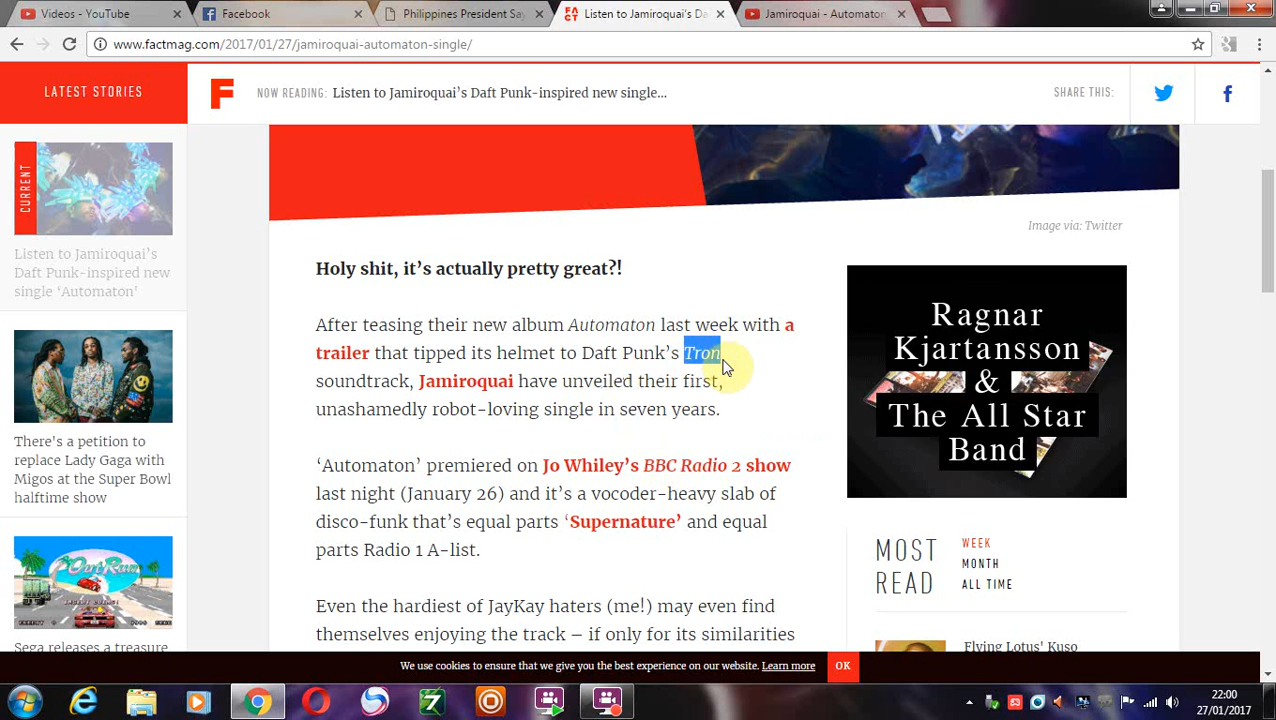 Videos - YouTube
Facebook
Philippines President Say
Listen to Jamiroquai's Da
Jamiroquai - Automaton
www.factmag.com/2017/01/27/jamiroquai-automaton-single/
LATEST STORIES
F
NOW READING: Listen to Jamiroquai's Daft Punk-inspired new single...
SHARE THIS:
CURRENT
Listen to Jamiroquai's
Daft Punk-inspired new
single 'Automaton'
There's a petition to
replace Lady Gaga with
Migos at the Super Bowl
halftime show
OutRun
Sega releases a treasure
Image via: Twitter
Holy shit, it's actually pretty great?!
After teasing their new album Automaton last week with a
trailer that tipped its helmet to Daft Punk's Tron
soundtrack, Jamiroquai have unveiled their first,
unashamedly robot-loving single in seven years.
'Automaton' premiered on Jo Whiley's BBC Radio 2 show
last night (January 26) and it's a vocoder-heavy slab of
disco-funk that's equal parts 'Supernature' and equal
parts Radio 1 A-list.
Even the hardiest of JayKay haters (me!) may even find
themselves enjoying the track – if only for its similarities
Ragnar
Kjartansson
&
The All Star
Band
MOST
READ
WEEK
MONTH
ALL TIME
Flying Lotus' Kuso
We use cookies to ensure that we give you the best experience on our website. Learn more
OK
22:00
27/01/2017